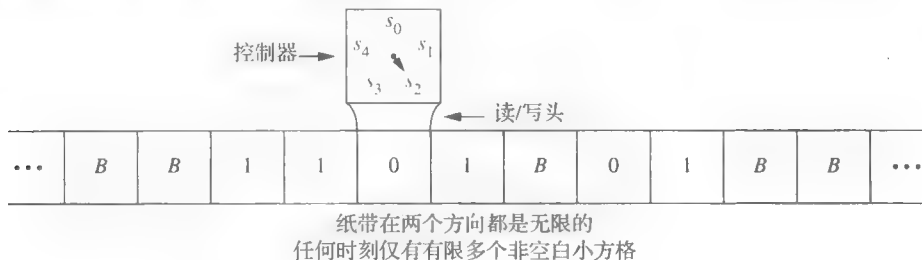 s₀
控制器 s₄ s₁
s₃ s₂
读/写头
… B B 1 1 0 1 B 0 1 B B …
纸带在两个方向都是无限的
任何时刻仅有有限多个非空白小方格